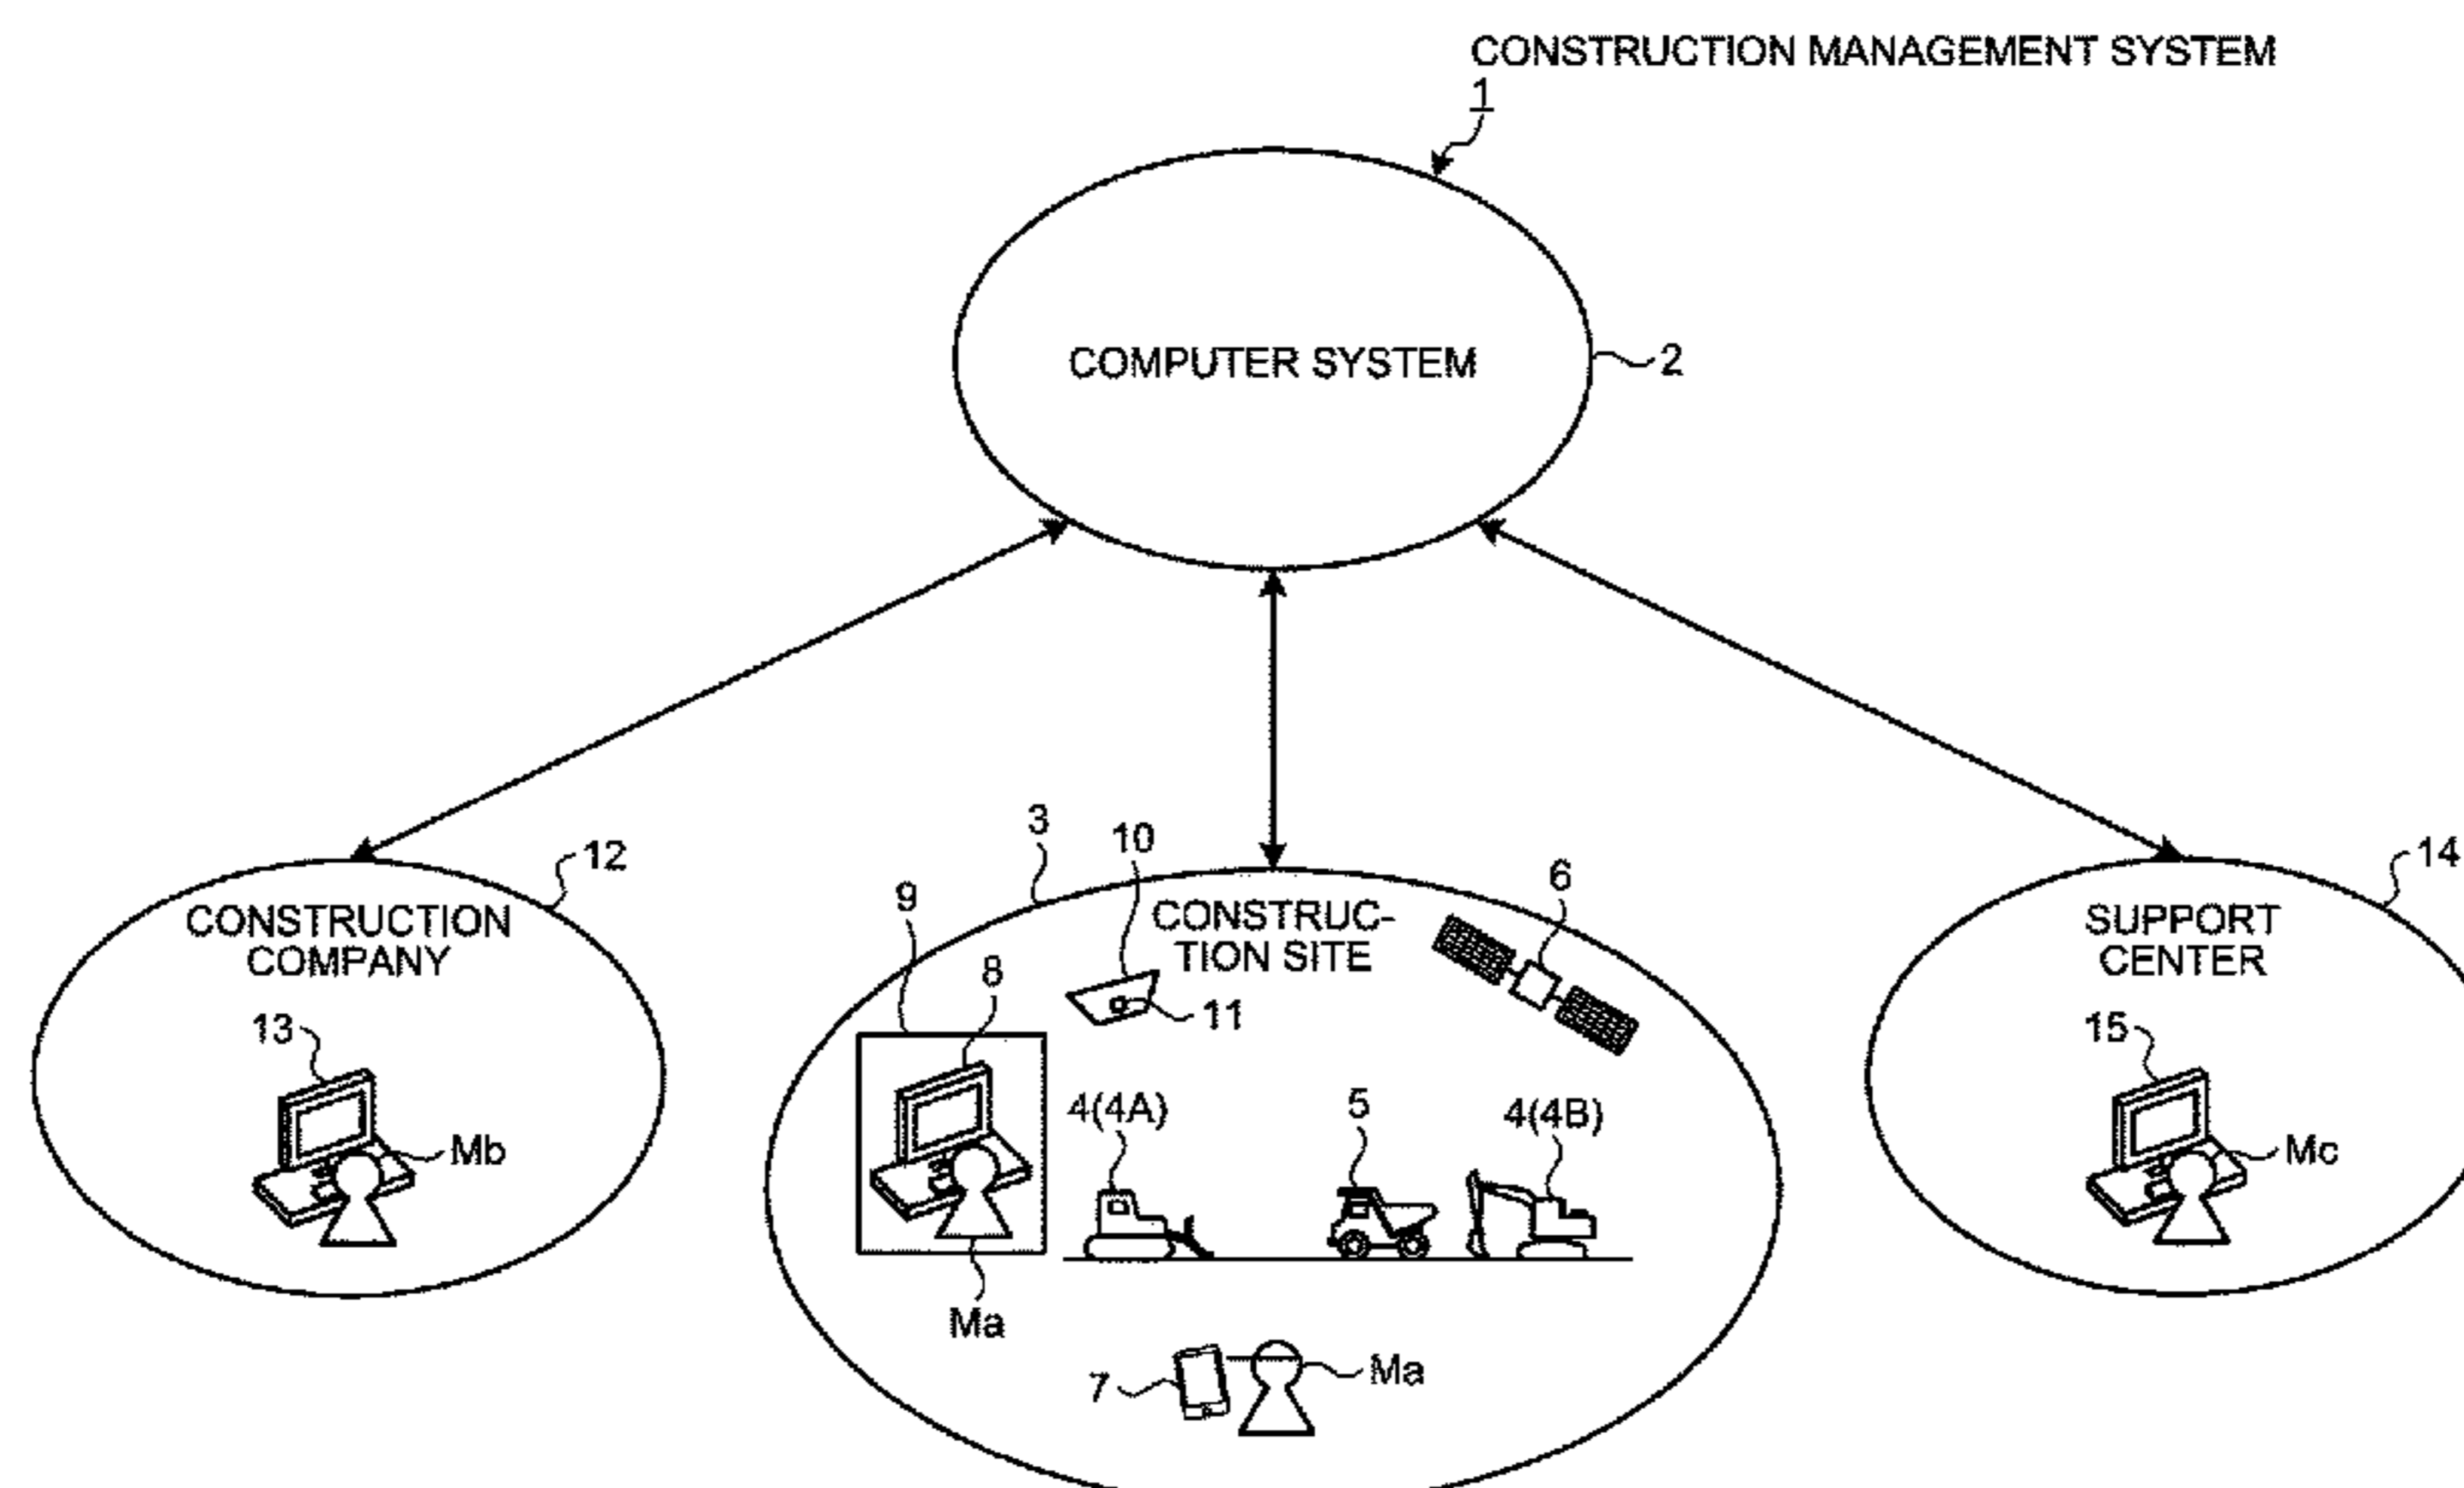 CONSTRUCTION MANAGEMENT SYSTEM
1
COMPUTER SYSTEM
2
12
CONSTRUCTION
COMPANY
13
Mb
3
10
9
CONSTRUC-
TION SITE
6
8
11
4(4A)
5
4(4B)
Ma
7
Ma
14
SUPPORT
CENTER
15
Mc